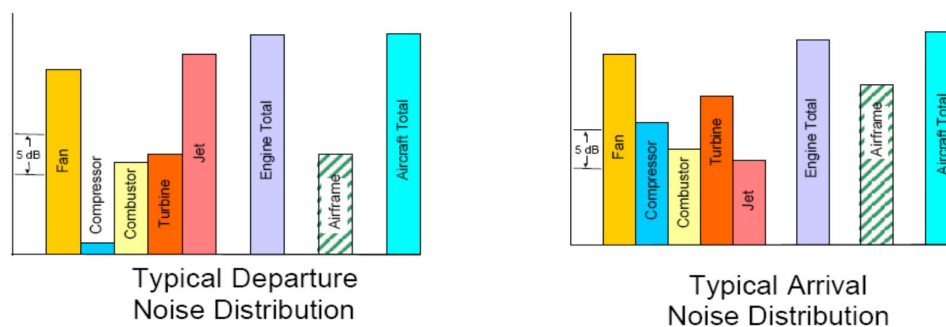 5 dB
Fan
Compressor
Combustor
Turbine
Jet
Engine Total
Airframe
Aircraft Total
Typical Departure
Noise Distribution
5 dB
Fan
Compressor
Combustor
Turbine
Jet
Engine Total
Airframe
Aircraft Total
Typical Arrival
Noise Distribution